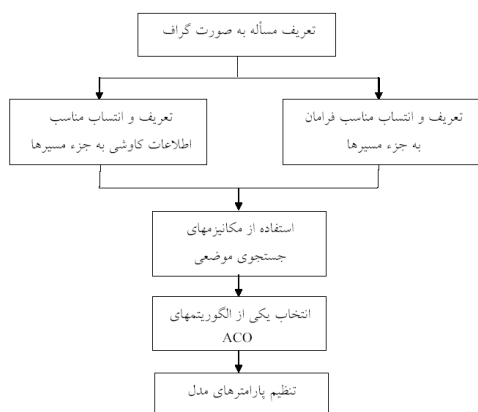 تعریف مسأله به صورت گراف
تعریف و انتساب مناسب فرامان
به جزء مسیرها
تعریف و انتساب مناسب
اطلاعات کاوشی به جزء مسیرها
استفاده از مکانیزمهای
جستجوی موضعی
انتخاب یکی از الگوریتمهای
ACO
تنظیم پارامترهای مدل